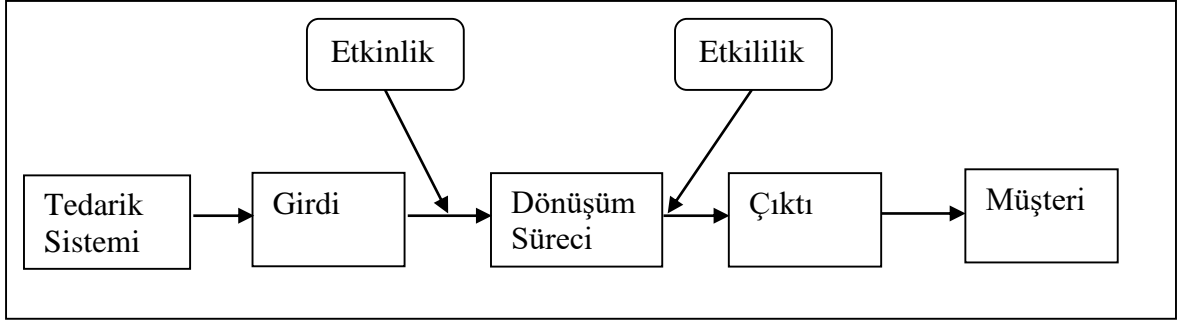 Etkinlik
Etkililik
Tedarik
Sistemi
Girdi
Dönüşüm
Süreci
Çıktı
Müşteri